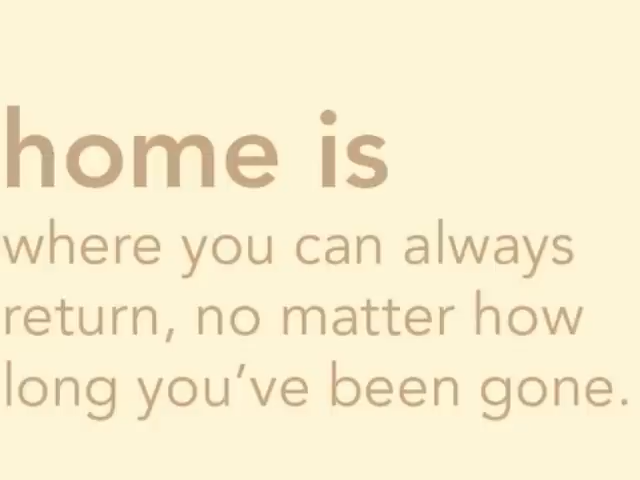 home is
where you can always
return, no matter how
long you’ve been gone.